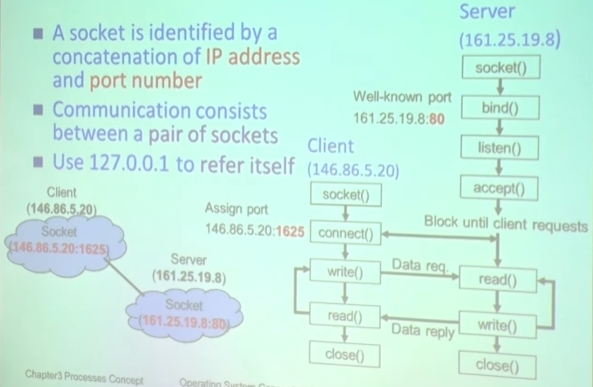 ■ A socket is identified by a
concatenation of IP address
and port number
■ Communication consists
between a pair of sockets
■ Use 127.0.0.1 to refer itself
Client
(146.86.5.20)
Socket
(146.86.5.20:1625)
Server
(161.25.19.8)
Socket
(161.25.19.8:80)
Server
(161.25.19.8)
socket()
Well-known port
161.25.19.8:80
bind()
listen()
accept()
Block until client requests
Client
(146.86.5.20)
socket()
Assign port
146.86.5.20:1625
connect()
write()
Data req.
read()
read()
Data reply
write()
close()
close()
Chapter3 Processes Concept
Operating System